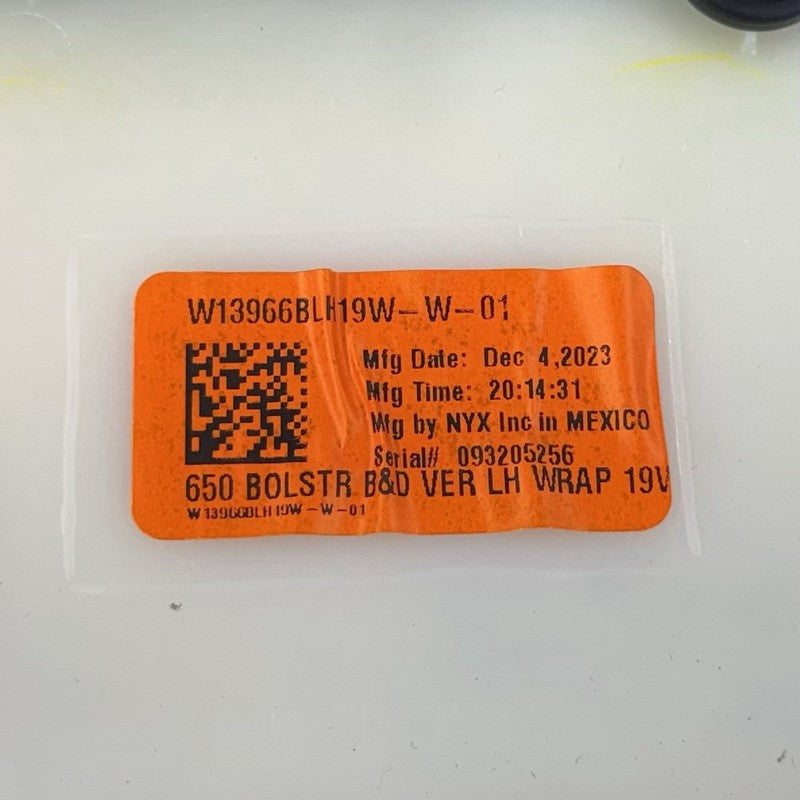 W13966BLH19W-W-01
Mfg Date: Dec 4,2023
Mfg Time: 20:14:31
Mfg by NYX Inc in MEXICO
Serial# 093205256
650 BOLSTR B&D VER LH WRAP 19W
W13966BLH19W-W-01